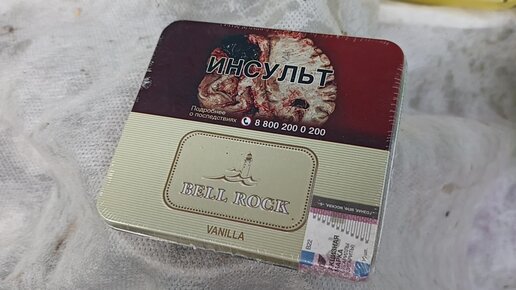 ИНСУЛЬТ
Подробнее
о последствиях 8 800 200 0 200
BELL ROCK
VANILLA